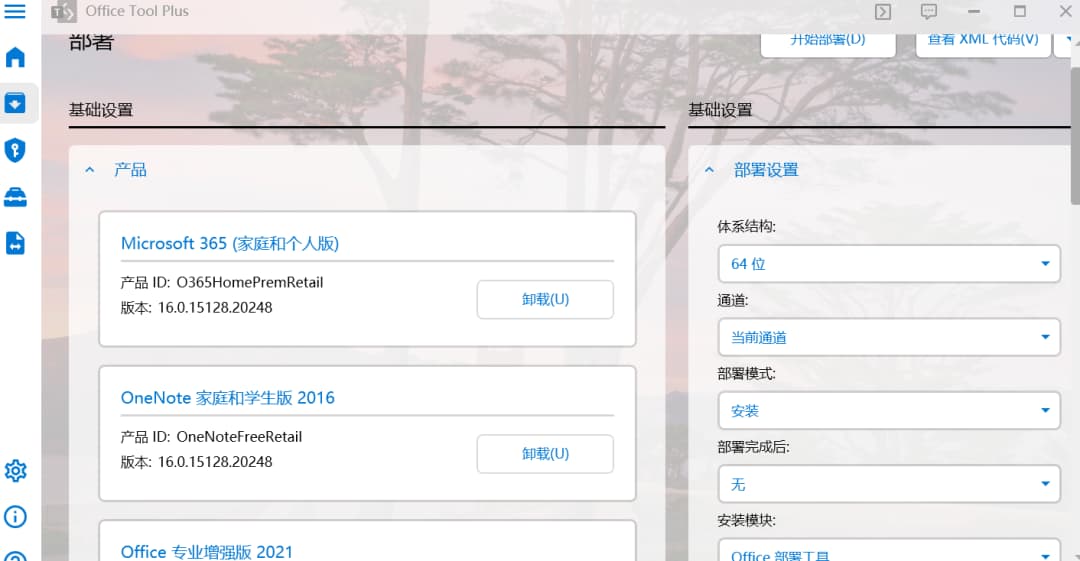 Office Tool Plus
部署
开始部署(D)
查看 XML 代码(V)
基础设置
产品
Microsoft 365 (家庭和个人版)
产品 ID: O365HomePremRetail
版本: 16.0.15128.20248
卸载(U)
OneNote 家庭和学生版 2016
产品 ID: OneNoteFreeRetail
版本: 16.0.15128.20248
卸载(U)
Office 专业增强版 2021
基础设置
部署设置
体系结构:
64 位
通道:
当前通道
部署模式:
安装
部署完成后:
无
安装模块:
Office 部署工具